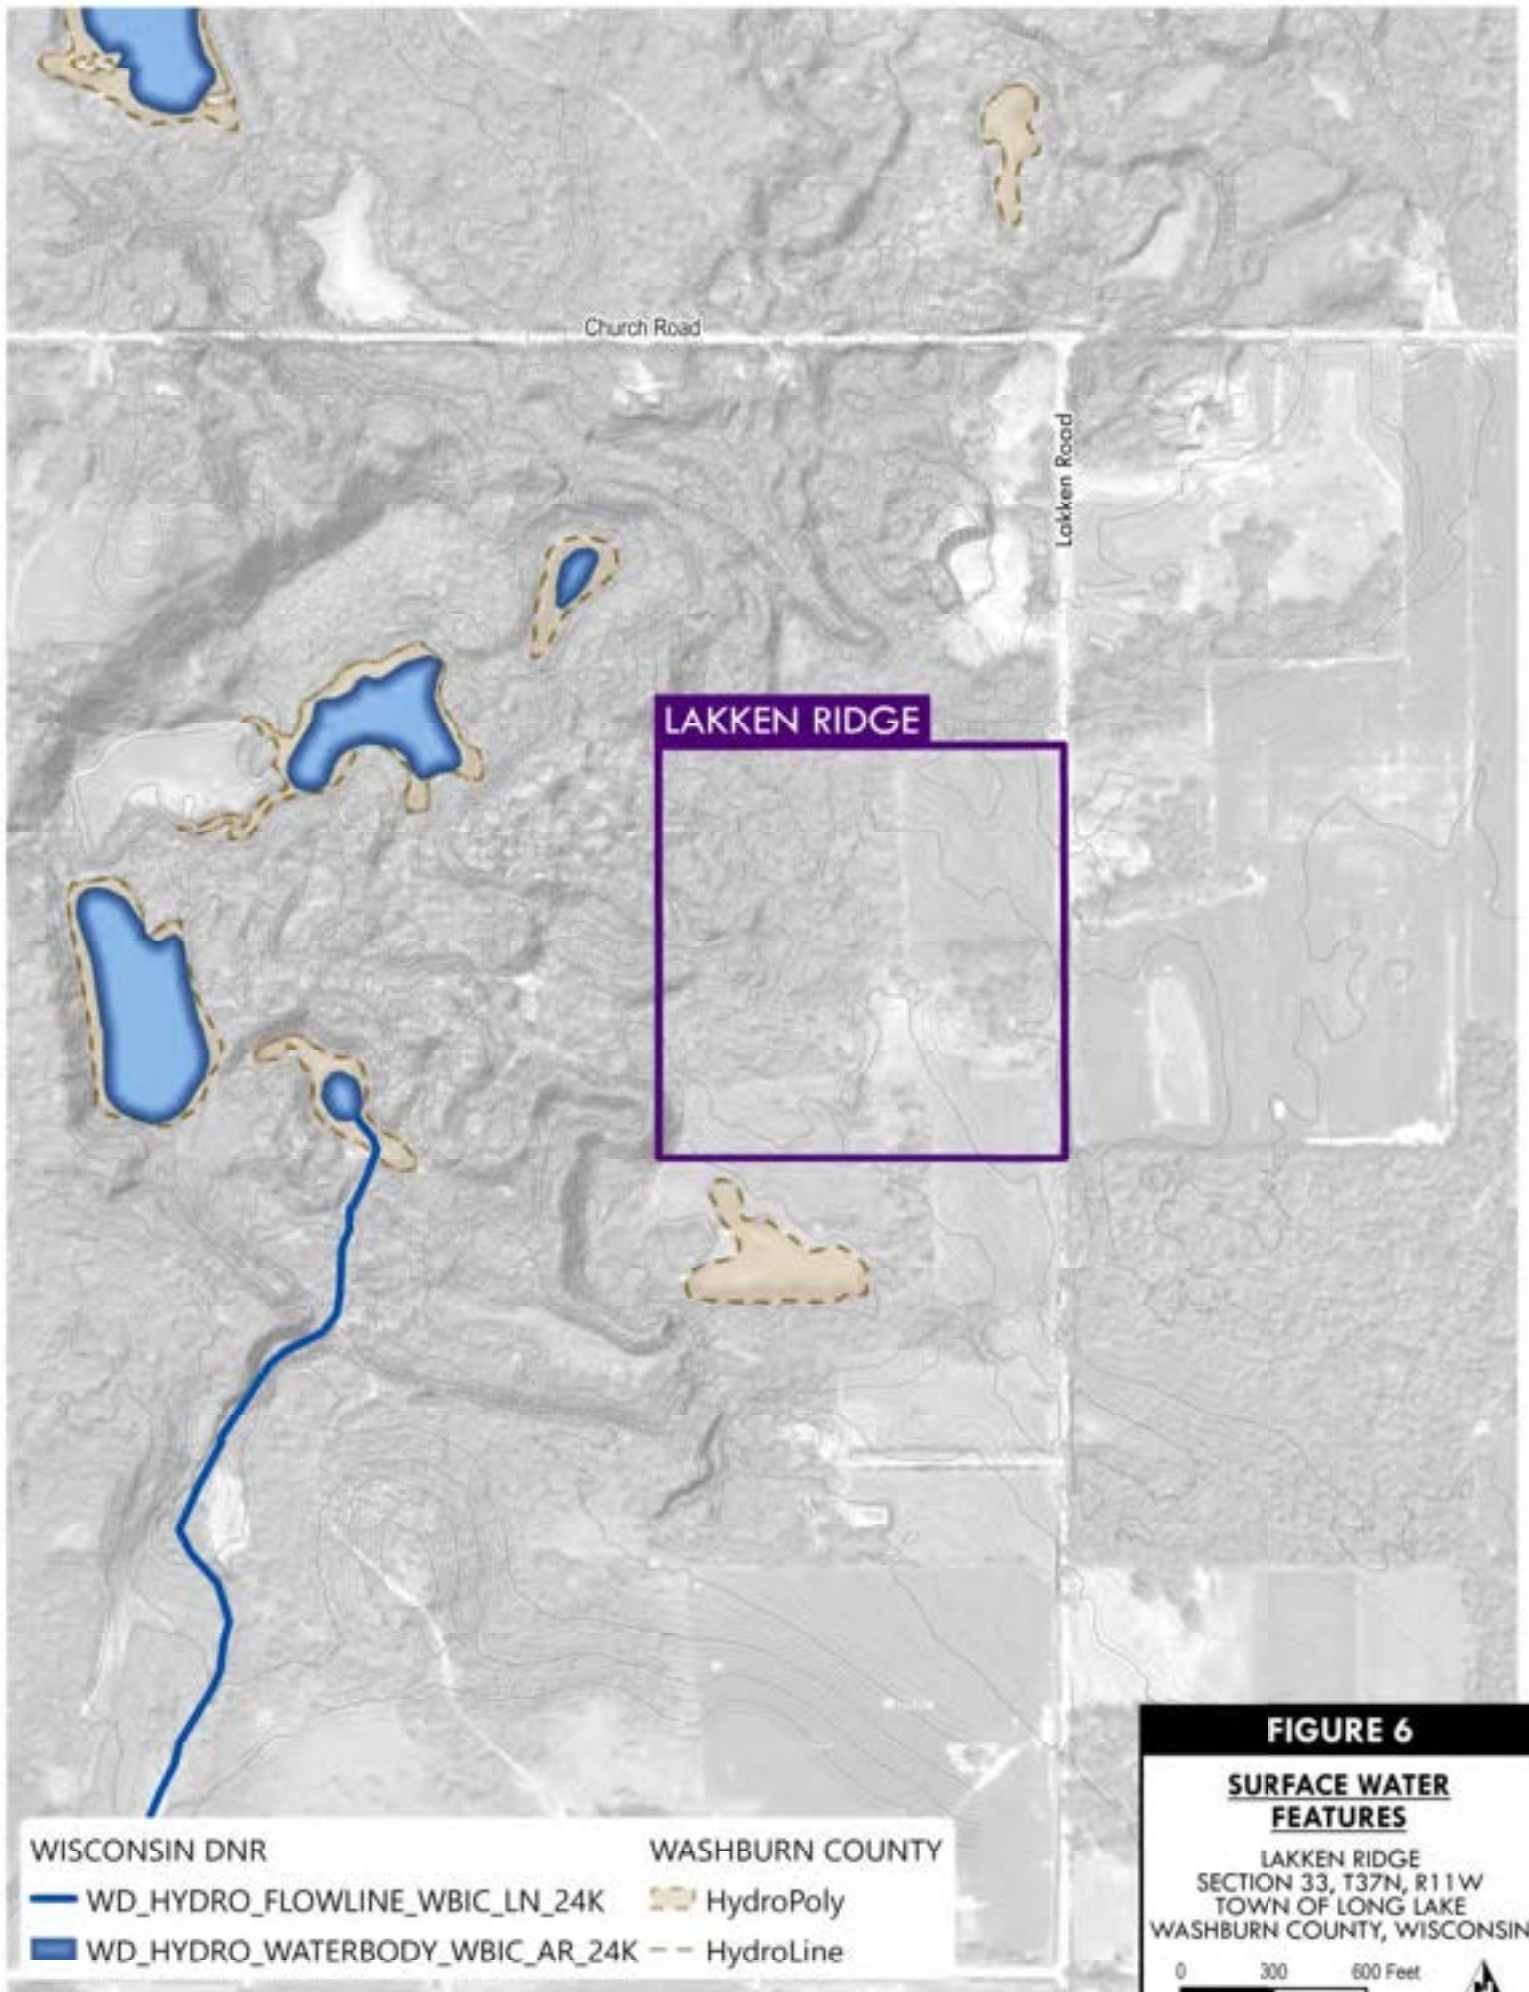 Church Road
Lakken Road
LAKKEN RIDGE
WISCONSIN DNR
WD_HYDRO_FLOWLINE_WBIC_LN_24K
WD_HYDRO_WATERBODY_WBIC_AR_24K
WASHBURN COUNTY
HydroPoly
HydroLine
FIGURE 6
SURFACE WATER
FEATURES
LAKKEN RIDGE
SECTION 33, T37N, R11W
TOWN OF LONG LAKE
WASHBURN COUNTY, WISCONSIN
0 300 600 Feet